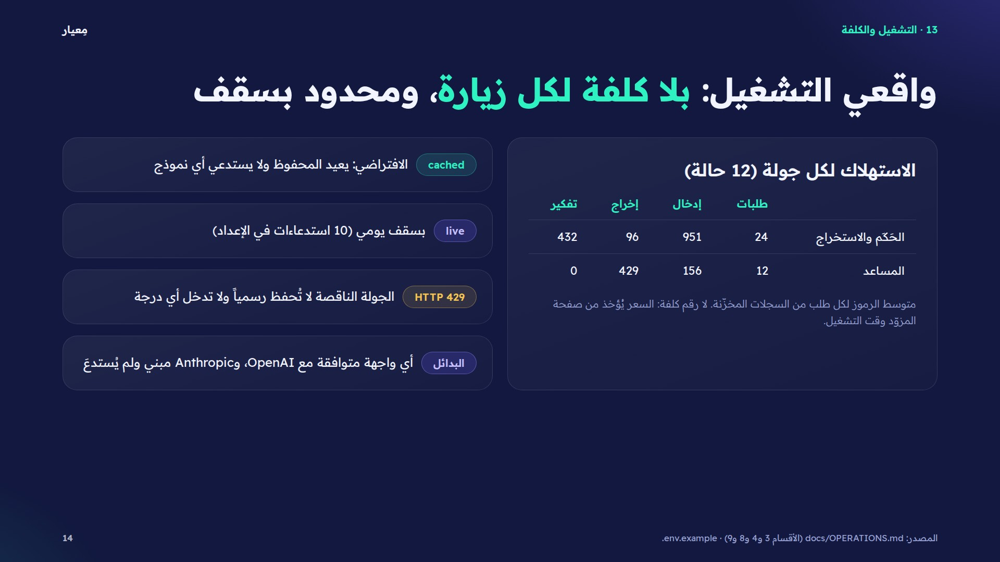 13 · التشغيل والكلفة
مِعيار
واقعي التشغيل: بلا كلفة لكل زيارة، ومحدود بسقف
الاستهلاك لكل جولة (12 حالة)
طلبات إدخال إخراج تفكير
الحَكَم والاستخراج 24 951 96 432
المساعد 12 156 429 0
متوسط الرموز لكل طلب من السجلات المخزّنة. لا رقم كلفة: السعر يُؤخذ من صفحة
المزوّد وقت التشغيل.
cached الافتراضي: يعيد المحفوظ ولا يستدعي أي نموذج
live بسقف يومي (10 استدعاءات في الإعداد)
HTTP 429 الجولة الناقصة لا تُحفظ رسمياً ولا تدخل أي درجة
البدائل أي واجهة متوافقة مع OpenAI، وAnthropic مبني ولم يُستدعَ
المصدر: docs/OPERATIONS.md (الأقسام 3 و4 و8 و9) · env.example.
14